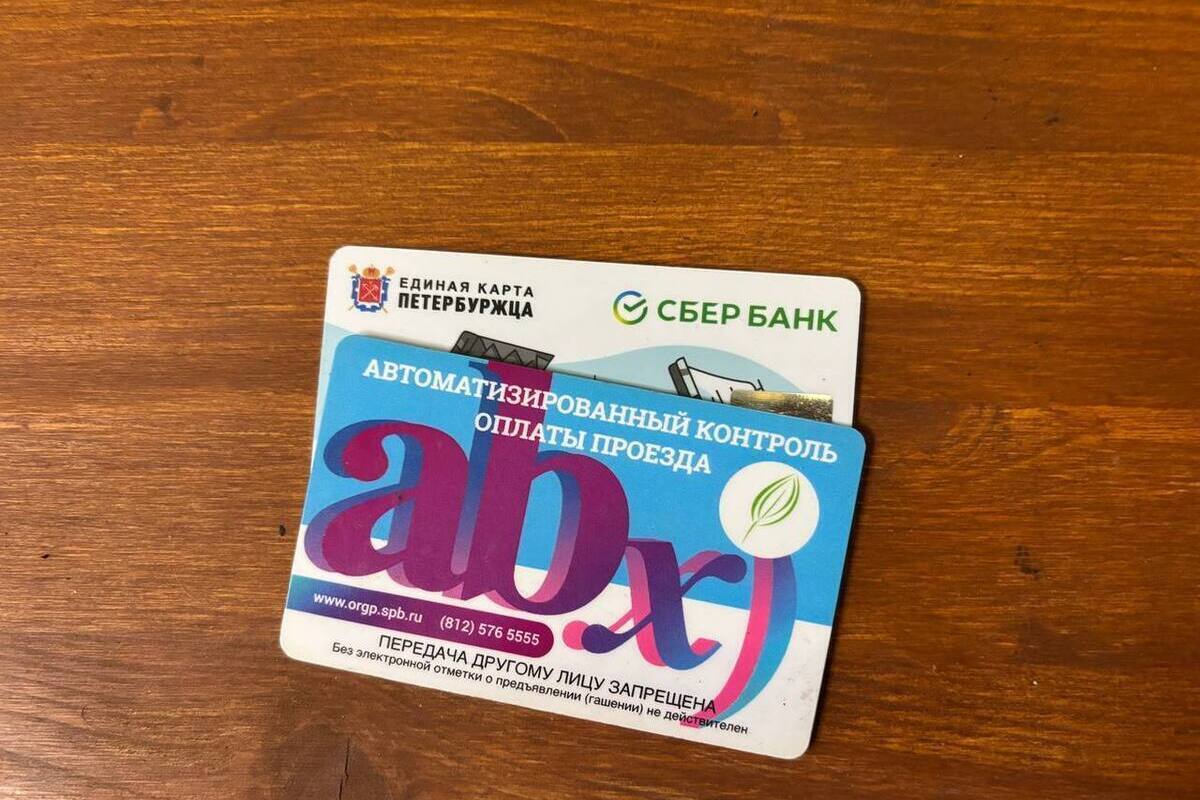 ЕДИНАЯ КАРТА
ПЕТЕРБУРЖЦА
СБЕР БАНК
АВТОМАТИЗИРОВАННЫЙ КОНТРОЛЬ
ОПЛАТЫ ПРОЕЗДА
abx)
www.orgp.spb.ru (812) 576 5555
ПЕРЕДАЧА ДРУГОМУ ЛИЦУ ЗАПРЕЩЕНА
Без электронной отметки о предъявлении (гашении) не действителен